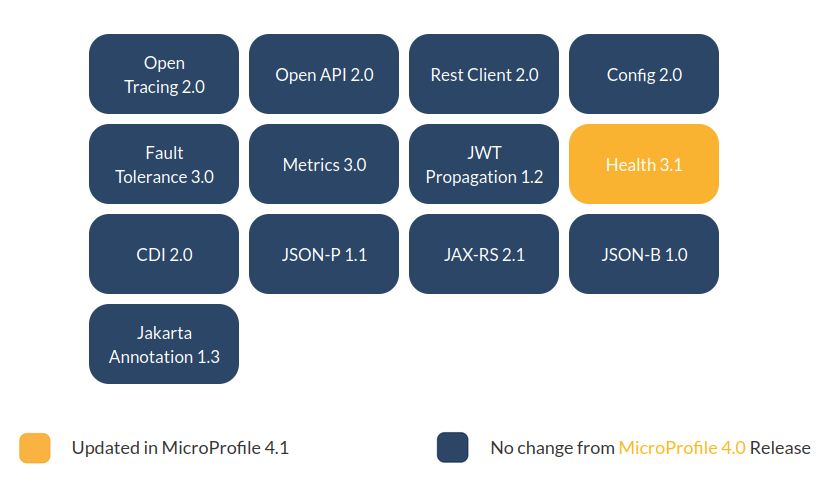 Open
Tracing 2.0
Open API 2.0
Rest Client 2.0
Config 2.0
Fault
Tolerance 3.0
Metrics 3.0
JWT
Propagation 1.2
Health 3.1
CDI 2.0
JSON-P 1.1
JAX-RS 2.1
JSON-B 1.0
Jakarta
Annotation 1.3
Updated in MicroProfile 4.1
No change from MicroProfile 4.0 Release